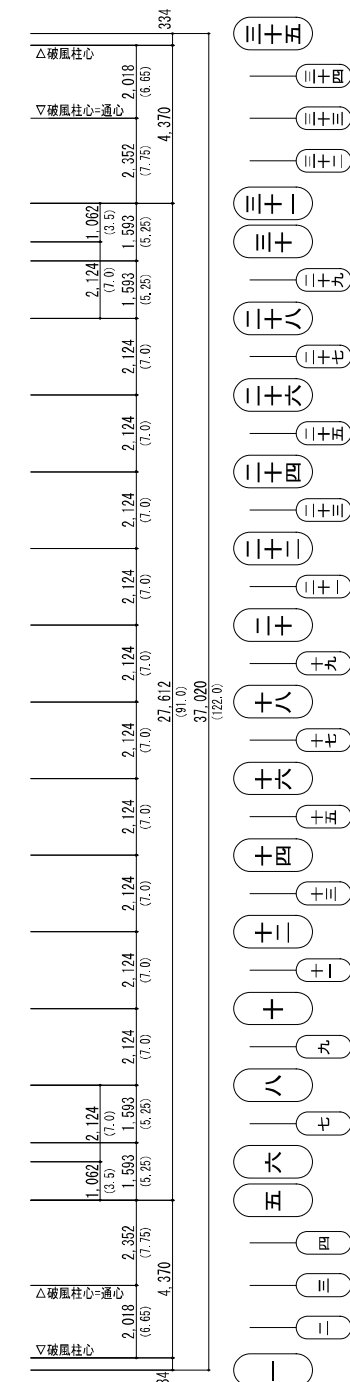 334
△破風柱心
2,018
(6.65)
4,370
▽破風柱心=通心
2,352
(7.75)
1,062
(3.5)
1,593
(5.25)
2,124
(7.0)
1,593
(5.25)
2,124
(7.0)
2,124
(7.0)
2,124
(7.0)
2,124
(7.0)
2,124
(7.0)
2,124
(7.0)
2,124
(7.0)
2,124
(7.0)
2,124
(7.0)
2,124
(7.0)
27,612
(91.0)
37,020
(122.0)
2,124
(7.0)
1,593
(5.25)
1,062
(3.5)
1,593
(5.25)
2,352
(7.75)
4,370
△破風柱心=通心
2,018
(6.65)
▽破風柱心
三十五
三十四
三十三
三十二
三十一
三十
二十九
二十八
二十七
二十六
二十五
二十四
二十三
二十二
二十一
二十
十九
十八
十七
十六
十五
十四
十三
十二
十一
十
九
八
七
六
五
四
三
二
一